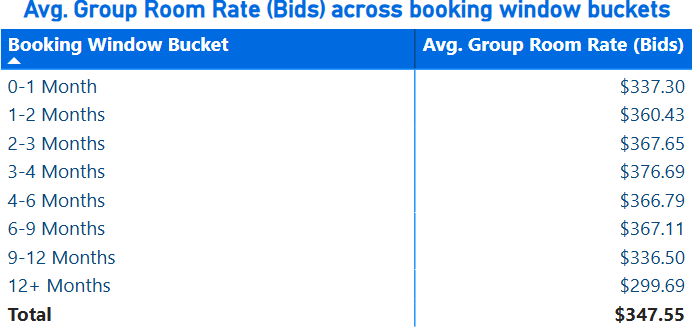 Avg. Group Room Rate (Bids) across booking window buckets
Booking Window Bucket Avg. Group Room Rate (Bids)
0-1 Month $337.30
1-2 Months $360.43
2-3 Months $367.65
3-4 Months $376.69
4-6 Months $366.79
6-9 Months $367.11
9-12 Months $336.50
12+ Months $299.69
Total $347.55